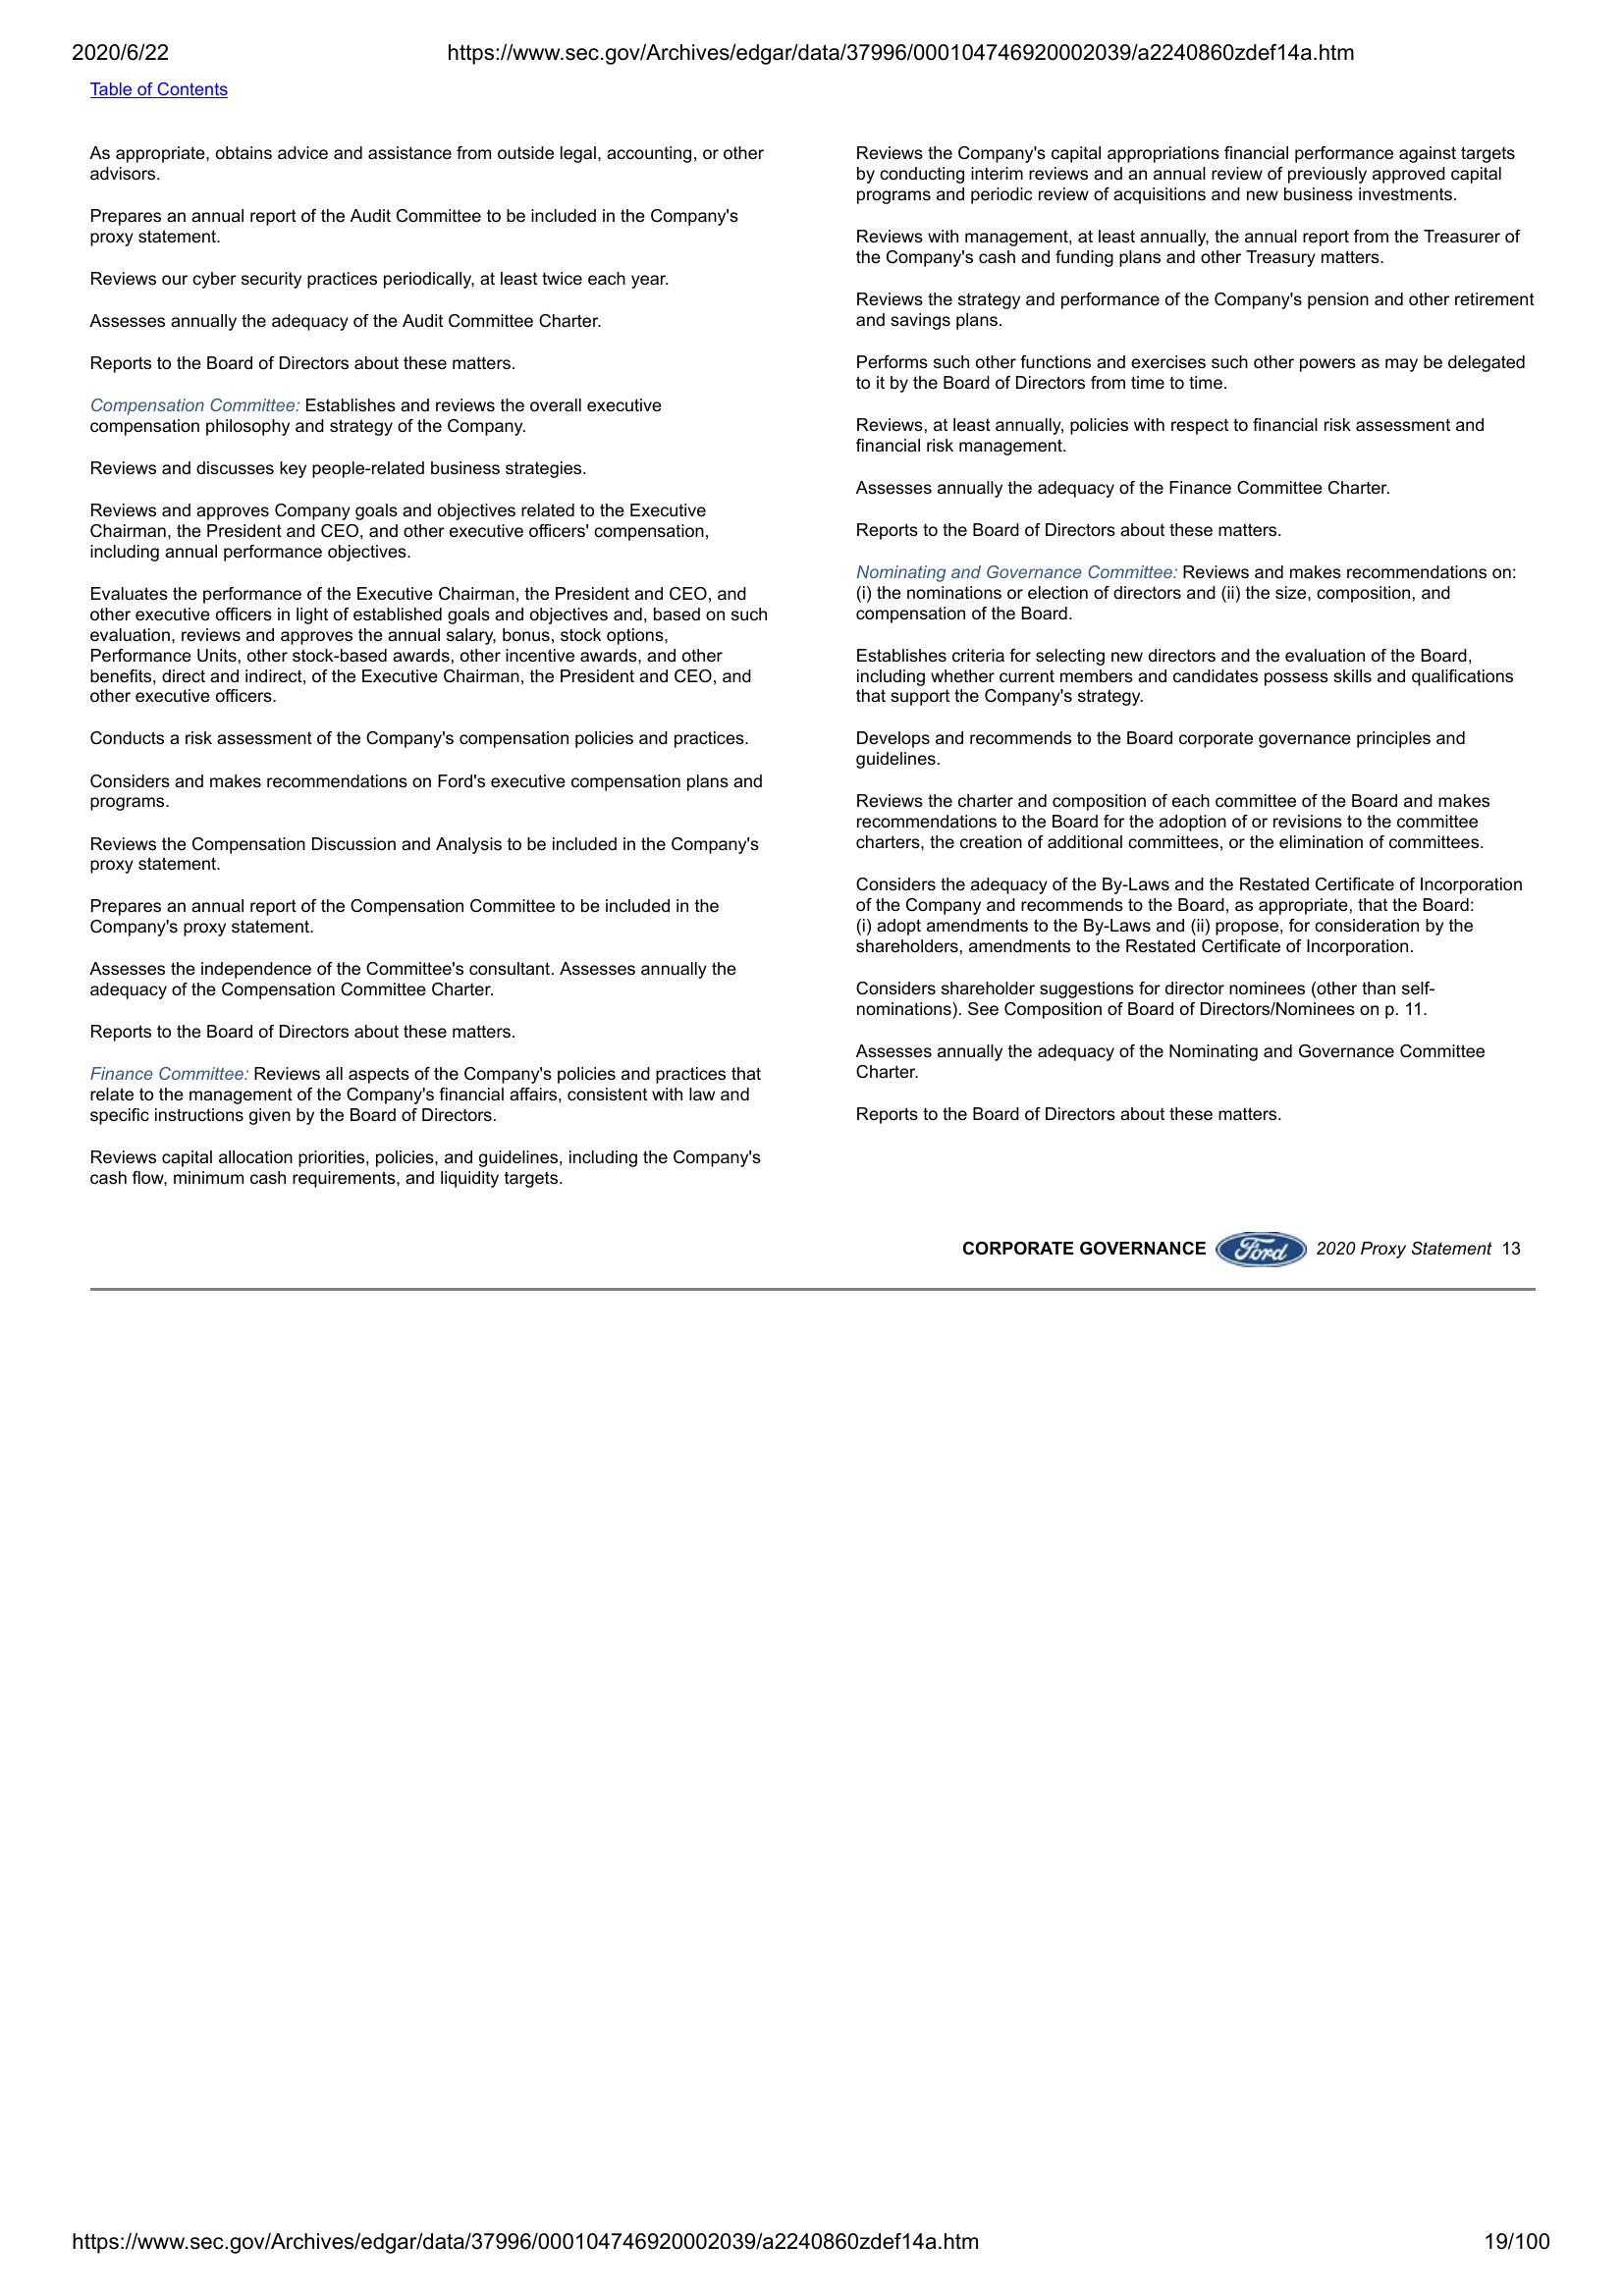 2020/6/22 https://www.sec.gov/Archives/edgar/data/37996/000104746920002039/a2240860zdef14a.htm
Table of Contents
As appropriate, obtains advice and assistance from outside legal, accounting, or other
advisors.
Prepares an annual report of the Audit Committee to be included in the Company's
proxy statement.
Reviews our cyber security practices periodically, at least twice each year.
Assesses annually the adequacy of the Audit Committee Charter.
Reports to the Board of Directors about these matters.
Compensation Committee: Establishes and reviews the overall executive
compensation philosophy and strategy of the Company.
Reviews and discusses key people-related business strategies.
Reviews and approves Company goals and objectives related to the Executive
Chairman, the President and CEO, and other executive officers' compensation,
including annual performance objectives.
Evaluates the performance of the Executive Chairman, the President and CEO, and
other executive officers in light of established goals and objectives and, based on such
evaluation, reviews and approves the annual salary, bonus, stock options,
Performance Units, other stock-based awards, other incentive awards, and other
benefits, direct and indirect, of the Executive Chairman, the President and CEO, and
other executive officers.
Conducts a risk assessment of the Company's compensation policies and practices.
Considers and makes recommendations on Ford's executive compensation plans and
programs.
Reviews the Compensation Discussion and Analysis to be included in the Company's
proxy statement.
Prepares an annual report of the Compensation Committee to be included in the
Company's proxy statement.
Assesses the independence of the Committee's consultant. Assesses annually the
adequacy of the Compensation Committee Charter.
Reports to the Board of Directors about these matters.
Finance Committee: Reviews all aspects of the Company's policies and practices that
relate to the management of the Company's financial affairs, consistent with law and
specific instructions given by the Board of Directors.
Reviews capital allocation priorities, policies, and guidelines, including the Company's
cash flow, minimum cash requirements, and liquidity targets.
Reviews the Company's capital appropriations financial performance against targets
by conducting interim reviews and an annual review of previously approved capital
programs and periodic review of acquisitions and new business investments.
Reviews with management, at least annually, the annual report from the Treasurer of
the Company's cash and funding plans and other Treasury matters.
Reviews the strategy and performance of the Company's pension and other retirement
and savings plans.
Performs such other functions and exercises such other powers as may be delegated
to it by the Board of Directors from time to time.
Reviews, at least annually, policies with respect to financial risk assessment and
financial risk management.
Assesses annually the adequacy of the Finance Committee Charter.
Reports to the Board of Directors about these matters.
Nominating and Governance Committee: Reviews and makes recommendations on:
(i) the nominations or election of directors and (ii) the size, composition, and
compensation of the Board.
Establishes criteria for selecting new directors and the evaluation of the Board,
including whether current members and candidates possess skills and qualifications
that support the Company's strategy.
Develops and recommends to the Board corporate governance principles and
guidelines.
Reviews the charter and composition of each committee of the Board and makes
recommendations to the Board for the adoption of or revisions to the committee
charters, the creation of additional committees, or the elimination of committees.
Considers the adequacy of the By-Laws and the Restated Certificate of Incorporation
of the Company and recommends to the Board, as appropriate, that the Board:
(i) adopt amendments to the By-Laws and (ii) propose, for consideration by the
shareholders, amendments to the Restated Certificate of Incorporation.
Considers shareholder suggestions for director nominees (other than self-
nominations). See Composition of Board of Directors/Nominees on p. 11.
Assesses annually the adequacy of the Nominating and Governance Committee
Charter.
Reports to the Board of Directors about these matters.
CORPORATE GOVERNANCE Ford 2020 Proxy Statement 13
https://www.sec.gov/Archives/edgar/data/37996/000104746920002039/a2240860zdef14a.htm 19/100